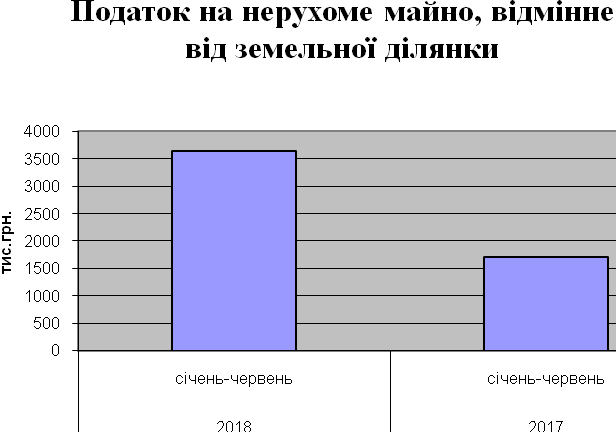 Податок на нерухоме майно, відмінне
від земельної ділянки
4000
3500
3000
2500
2000
1500
1000
500
0
тис.грн.
січень-червень
січень-червень
2018
2017